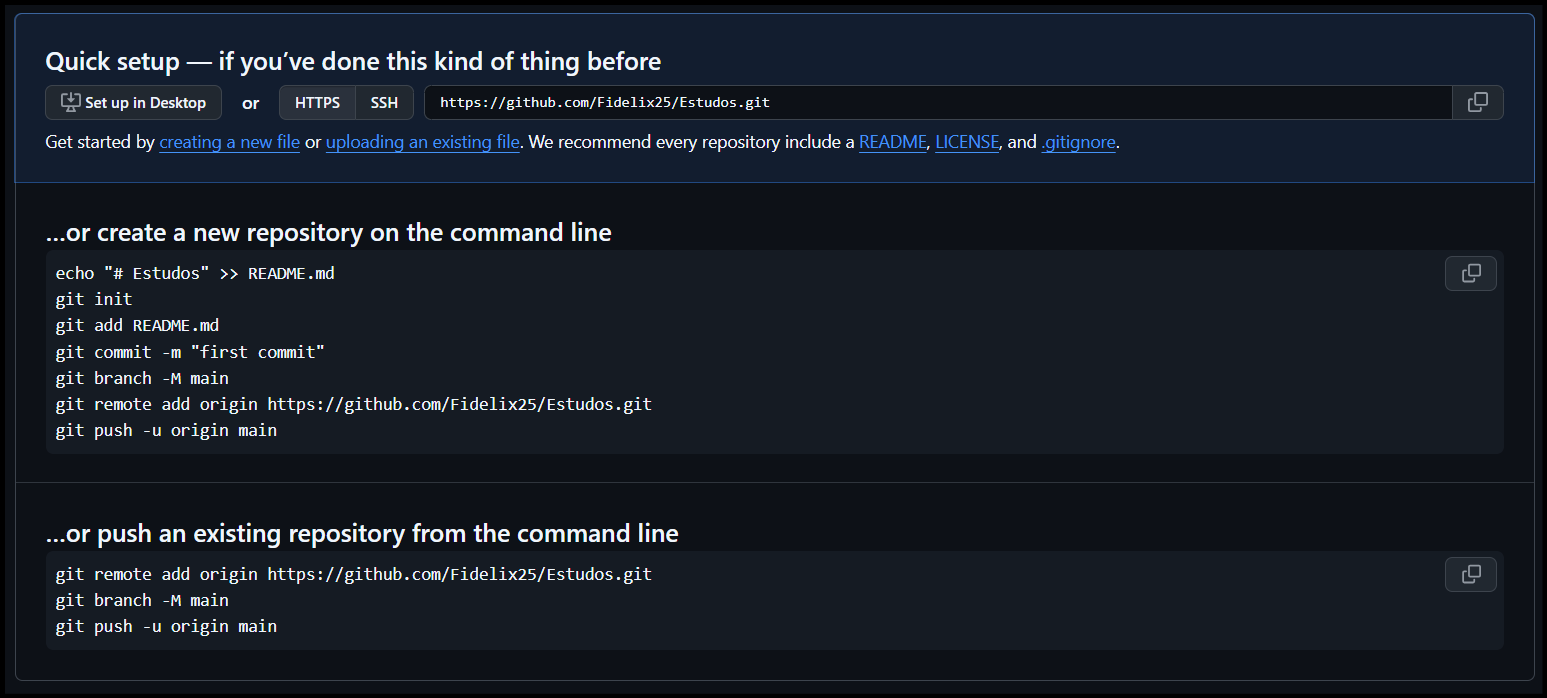 Quick setup — if you've done this kind of thing before
Set up in Desktop or HTTPS SSH https://github.com/Fidelix25/Estudos.git
Get started by creating a new file or uploading an existing file. We recommend every repository include a README, LICENSE, and .gitignore.
…or create a new repository on the command line
echo "# Estudos" >> README.md
git init
git add README.md
git commit -m "first commit"
git branch -M main
git remote add origin https://github.com/Fidelix25/Estudos.git
git push -u origin main
…or push an existing repository from the command line
git remote add origin https://github.com/Fidelix25/Estudos.git
git branch -M main
git push -u origin main